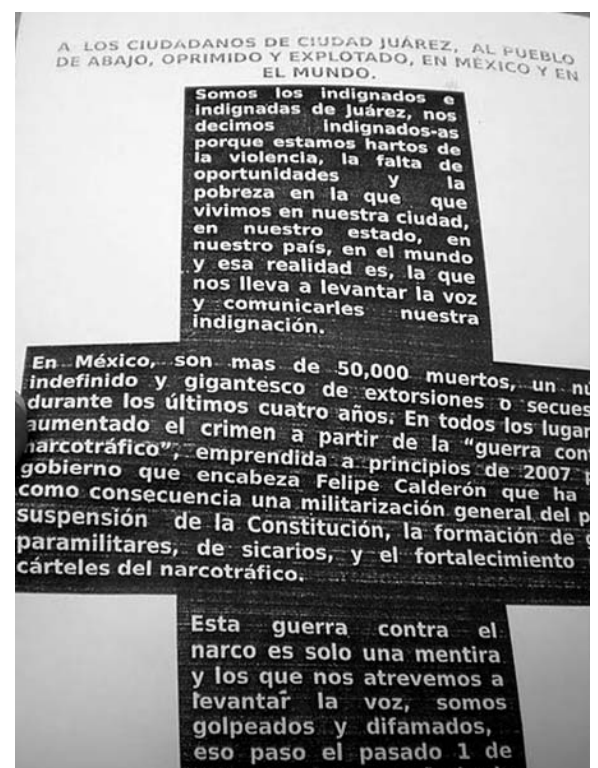 A LOS CIUDADANOS DE CIUDAD JUÁREZ, AL PUEBLO
DE ABAJO, OPRIMIDO Y EXPLOTADO, EN MÉXICO Y EN
EL MUNDO.
Somos los indignados e
indignadas de Juárez, nos
decimos indignados-as
porque estamos hartos de
la violencia, la falta de
oportunidades y la
pobreza en la que que
vivimos en nuestra ciudad,
en nuestro estado, en
nuestro país, en el mundo
y esa realidad es, la que
nos lleva a levantar la voz
y comunicarles nuestra
indignación.
En México, son mas de 50,000 muertos, un
indefinido y gigantesco de extorsiones o
durante los últimos cuatro años. En todos los
aumentado el crimen a partir de la “guerra
narcotráfico”, emprendida a principios de 2007
gobierno que encabeza Felipe Calderón que ha
como consecuencia una militarización general del
suspensión de la Constitución, la formación de
paramilitares, de sicarios, y el fortalecimiento
cárteles del narcotráfico.
Esta guerra contra el
narco es solo una mentira
y los que nos atrevemos a
levantar la voz, somos
golpeados y difamados,
eso paso el pasado 1 de